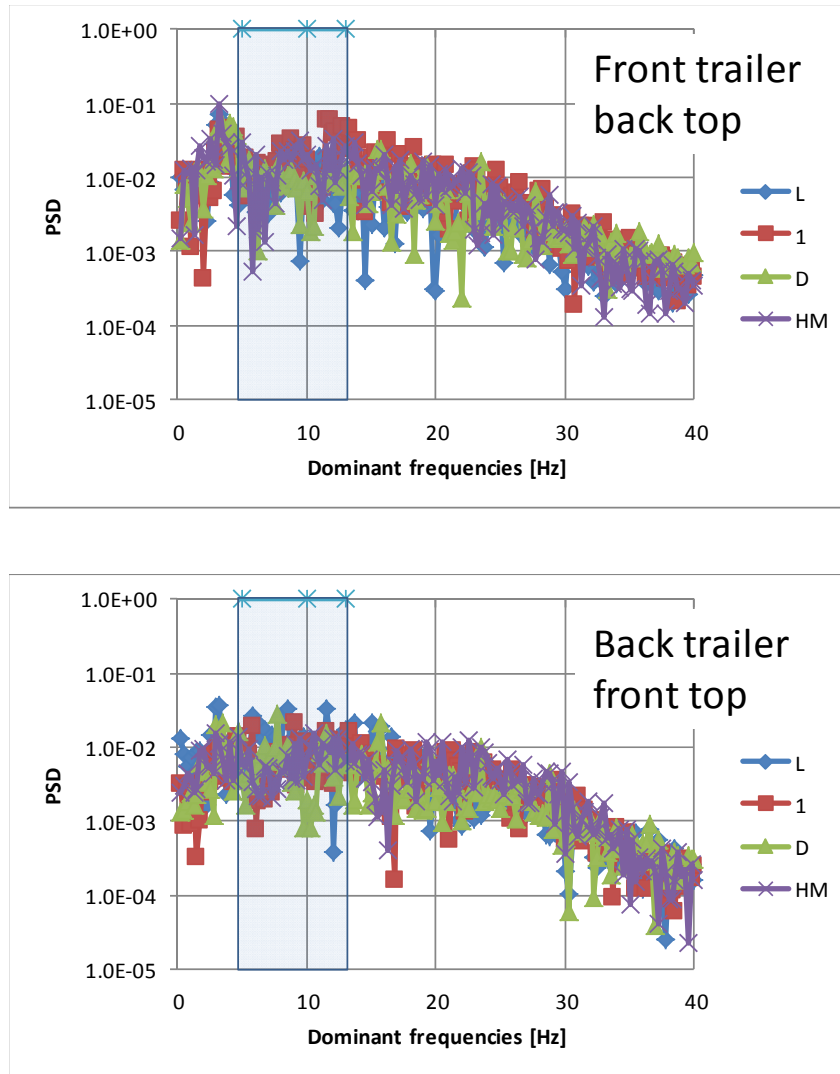 1.0E+00
1.0E-01
1.0E-02
1.0E-03
1.0E-04
1.0E-05
PSD
0 10 20 30 40
Dominant frequencies [Hz]
Front trailer
back top
L
1
D
HM
1.0E+00
1.0E-01
1.0E-02
1.0E-03
1.0E-04
1.0E-05
PSD
0 10 20 30 40
Dominant frequencies [Hz]
Back trailer
front top
L
1
D
HM